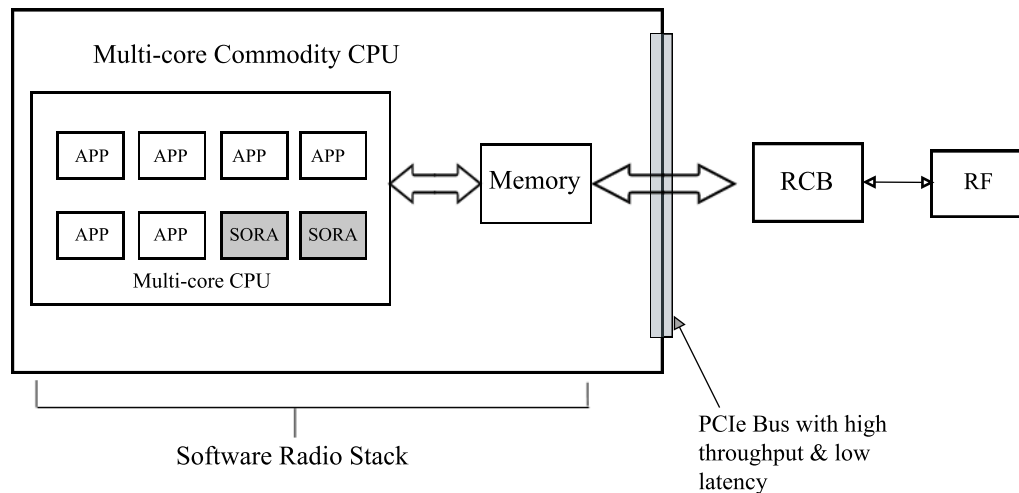 Multi-core Commodity CPU
APP APP APP APP
APP APP SORA SORA
Multi-core CPU
Memory
RCB
RF
Software Radio Stack
PCIe Bus with high
throughput & low
latency